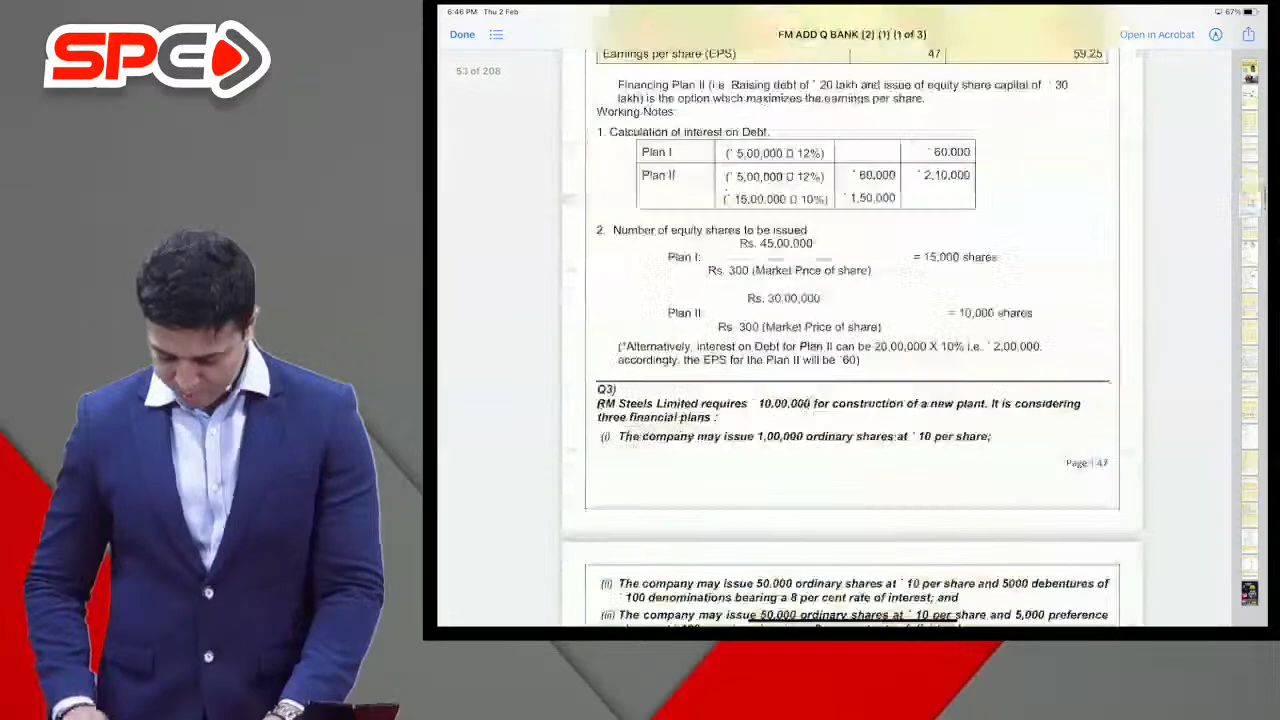 SPC
6:46 PM Thu 2 Feb
67%
Done
FM ADD Q BANK [2] (1) (1 of 3)
Open in Acrobat
53 of 208
Earnings per share (EPS) 47 59.25
Financing Plan II (i.e. Raising debt of ` 20 lakh and issue of equity share capital of ` 30
lakh) is the option which maximizes the earnings per share.
Working Notes
1. Calculation of interest on Debt.
Plan I (` 5,00,000 □ 12%) ` 60,000
Plan II (` 5,00,000 □ 12%) ` 60,000 ` 2,10,000
(` 15,00,000 □ 10%) ` 1,50,000
2. Number of equity shares to be issued
Rs. 45,00,000
Plan I: = 15,000 shares
Rs. 300 (Market Price of share)
Rs. 30,00,000
Plan II = 10,000 shares
Rs. 300 (Market Price of share)
(*Alternatively, interest on Debt for Plan II can be 20,00,000 X 10% i.e. ` 2,00,000.
accordingly, the EPS for the Plan II will be `60)
Q3)
RM Steels Limited requires ` 10,00,000 for construction of a new plant. It is considering
three financial plans :
(i) The company may issue 1,00,000 ordinary shares at ` 10 per share;
Page | 47
(ii) The company may issue 50,000 ordinary shares at ` 10 per share and 5000 debentures of
` 100 denominations bearing a 8 per cent rate of interest; and
(iii) The company may issue 50,000 ordinary shares at ` 10 per share and 5,000 preference